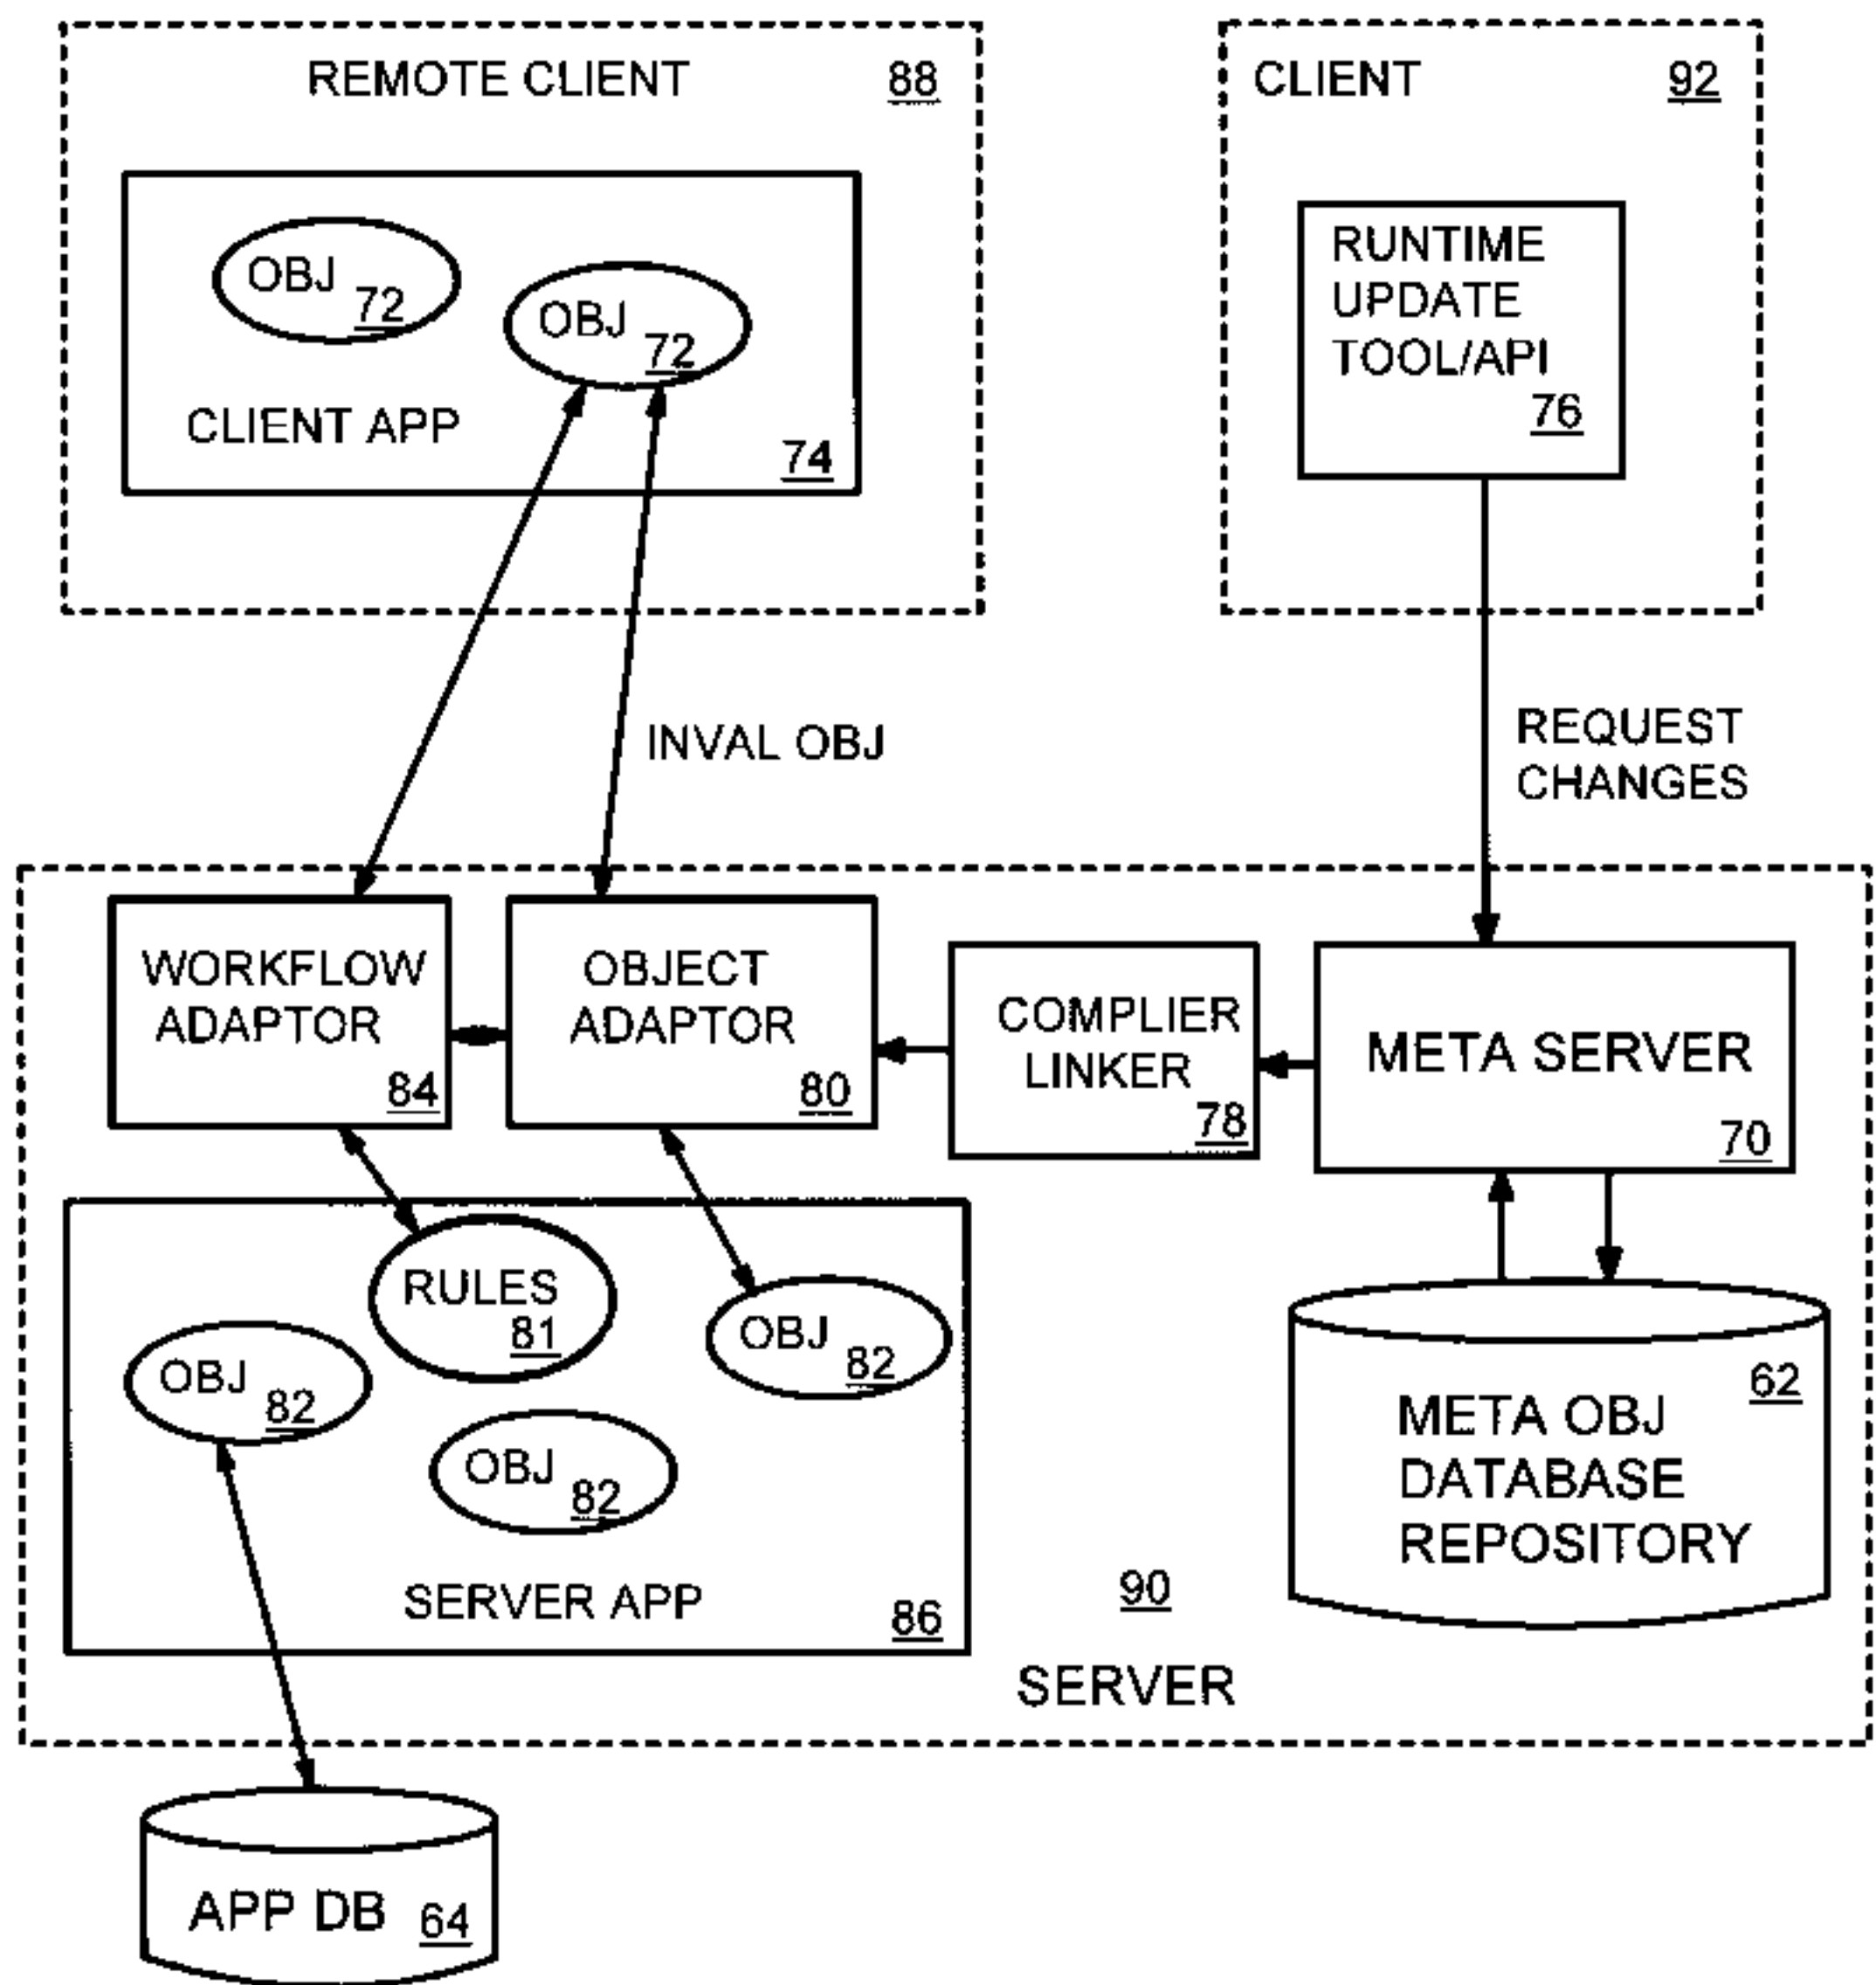 REMOTE CLIENT 88
OBJ 72
OBJ 72
CLIENT APP
74
CLIENT 92
RUNTIME
UPDATE
TOOL/API
76
INVAL OBJ
REQUEST
CHANGES
WORKFLOW
ADAPTOR
84
OBJECT
ADAPTOR
80
COMPLIER
LINKER
78
META SERVER
70
RULES
81
OBJ 82
OBJ 82
OBJ 82
SERVER APP
86
62
META OBJ
DATABASE
REPOSITORY
90
SERVER
APP DB 64